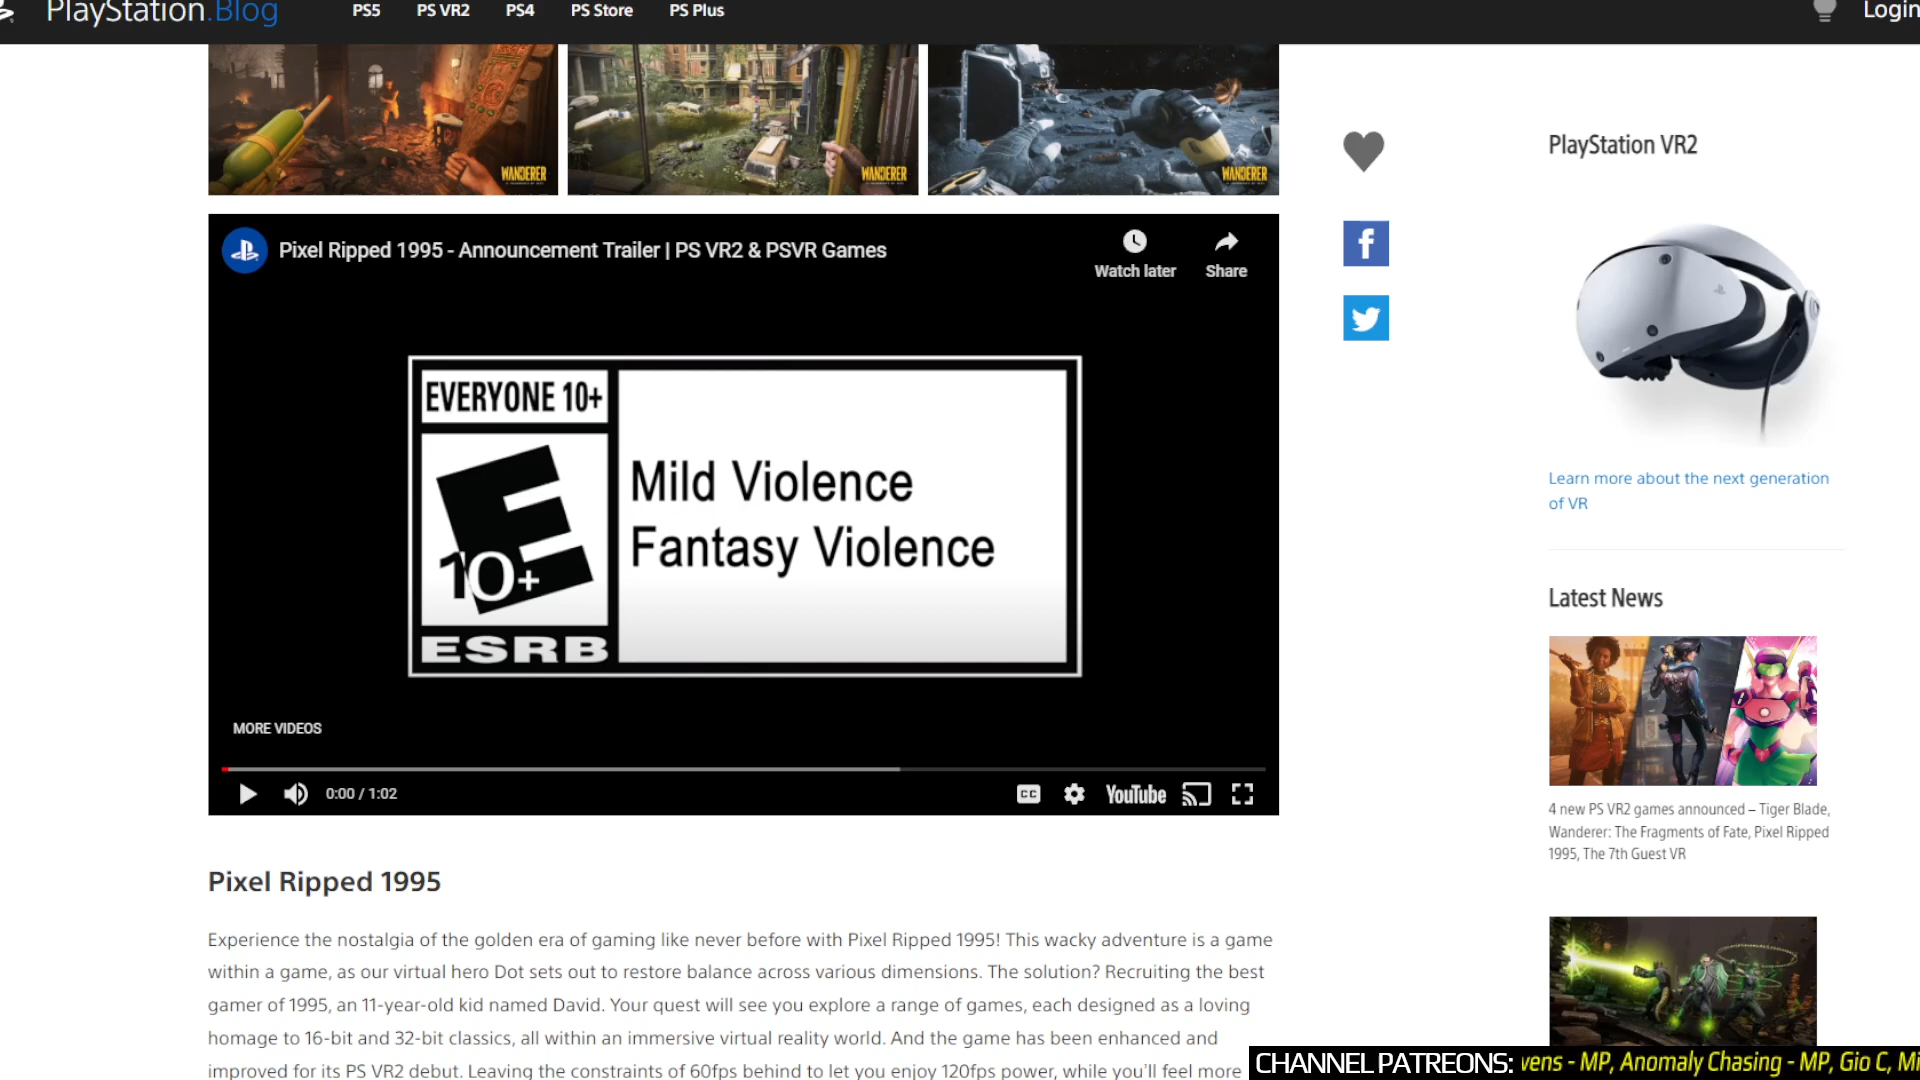 PlayStation.Blog
PS5
PS VR2
PS4
PS Store
PS Plus
Login
WANDERER
WANDERER
WANDERER
Pixel Ripped 1995 - Announcement Trailer | PS VR2 & PSVR Games
Watch later
Share
EVERYONE 10+
E
10+
ESRB
Mild Violence
Fantasy Violence
MORE VIDEOS
0:00 / 1:02
CC
YouTube
Pixel Ripped 1995
Experience the nostalgia of the golden era of gaming like never before with Pixel Ripped 1995! This wacky adventure is a game
within a game, as our virtual hero Dot sets out to restore balance across various dimensions. The solution? Recruiting the best
gamer of 1995, an 11-year-old kid named David. Your quest will see you explore a range of games, each designed as a loving
homage to 16-bit and 32-bit classics, all within an immersive virtual reality world. And the game has been enhanced and
improved for its PS VR2 debut. Leaving the constraints of 60fps behind to let you enjoy 120fps power, while you'll feel more
PlayStation VR2
Learn more about the next generation
of VR
Latest News
4 new PS VR2 games announced – Tiger Blade,
Wanderer: The Fragments of Fate, Pixel Ripped
1995, The 7th Guest VR
CHANNEL PATREONS: vens - MP, Anomaly Chasing - MP, Gio C, Mi